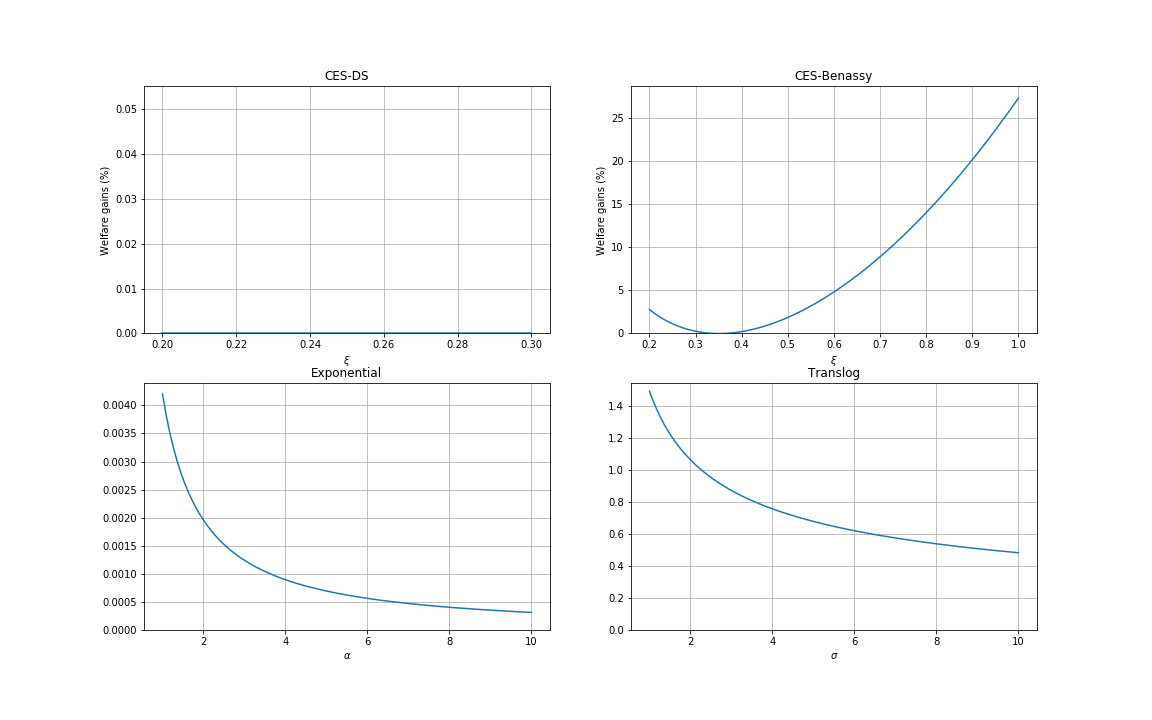 CES-DS
Welfare gains (%)
0.05
0.04
0.03
0.02
0.01
0.00
0.20 0.22 0.24 0.26 0.28 0.30
ξ
CES-Benassy
Welfare gains (%)
25
20
15
10
5
0
0.2 0.3 0.4 0.5 0.6 0.7 0.8 0.9 1.0
ξ
Exponential
0.0040
0.0035
0.0030
0.0025
0.0020
0.0015
0.0010
0.0005
0.0000
2 4 6 8 10
α
Translog
1.4
1.2
1.0
0.8
0.6
0.4
0.2
0.0
2 4 6 8 10
σ